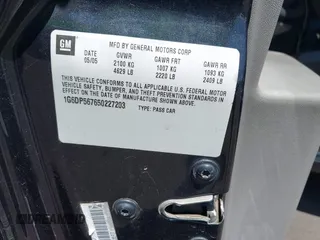 GM
MFD BY GENERAL MOTORS CORP
DATE GVWR GAWR FRT GAWR RR
05/05 2100 KG 1007 KG 1093 KG
4629 LB 2220 LB 2409 LB
THIS VEHICLE CONFORMS TO ALL APPLICABLE U.S. FEDERAL MOTOR
VEHICLE SAFETY, BUMPER, AND THEFT PREVENTION STANDARDS
IN EFFECT ON THE DATE OF MANUFACTURE SHOWN ABOVE.
1G6DP567650227203
TYPE: PASS CAR